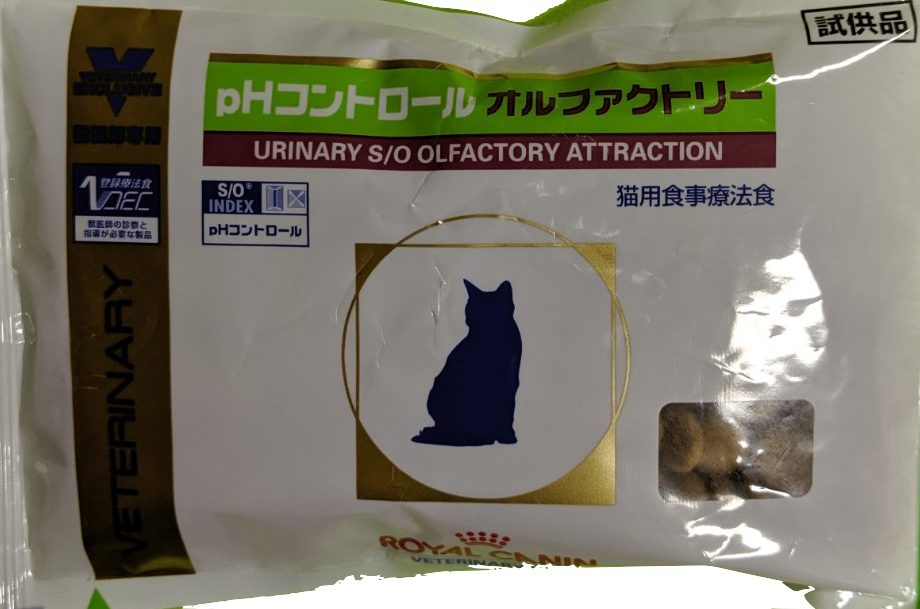 試供品
VETERINARY
EXCLUSIVE
獣医師専用
pHコントロール オルファクトリー
URINARY S/O OLFACTORY ATTRACTION
登録療法食
VDEC
獣医師の診察と
指導が必要な製品
S/O®
INDEX
pHコントロール
猫用食事療法食
VETERINARY
ROYAL CANIN
VETERINARY